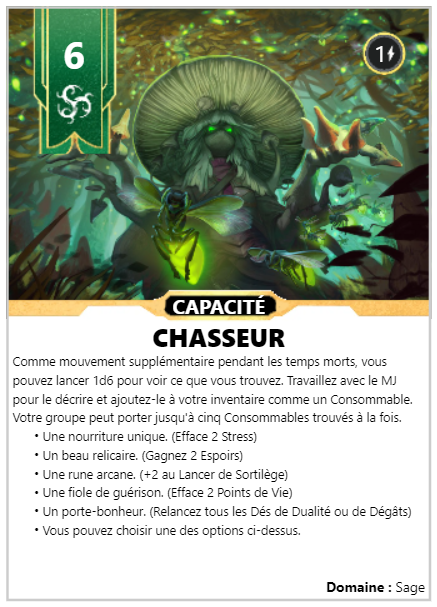 6
1
CAPACITÉ
CHASSEUR
Comme mouvement supplémentaire pendant les temps morts, vous
pouvez lancer 1d6 pour voir ce que vous trouvez. Travaillez avec le MJ
pour le décrire et ajoutez-le à votre inventaire comme un Consommable.
Votre groupe peut porter jusqu'à cinq Consommables trouvés à la fois.
• Une nourriture unique. (Efface 2 Stress)
• Un beau relicaire. (Gagnez 2 Espoirs)
• Une rune arcane. (+2 au Lancer de Sortilège)
• Une fiole de guérison. (Efface 2 Points de Vie)
• Un porte-bonheur. (Relancez tous les Dés de Dualité ou de Dégâts)
• Vous pouvez choisir une des options ci-dessus.
Domaine : Sage